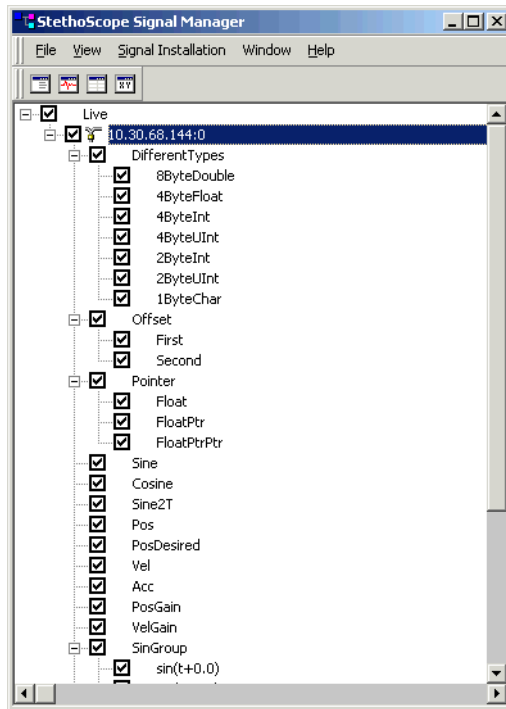 StethoScope Signal Manager
File View Signal Installation Window Help
Live
10.30.68.144:0
DifferentTypes
8ByteDouble
4ByteFloat
4ByteInt
4ByteUInt
2ByteInt
2ByteUInt
1ByteChar
Offset
First
Second
Pointer
Float
FloatPtr
FloatPtrPtr
Sine
Cosine
Sine2T
Pos
PosDesired
Vel
Acc
PosGain
VelGain
SinGroup
sin(t+0.0)